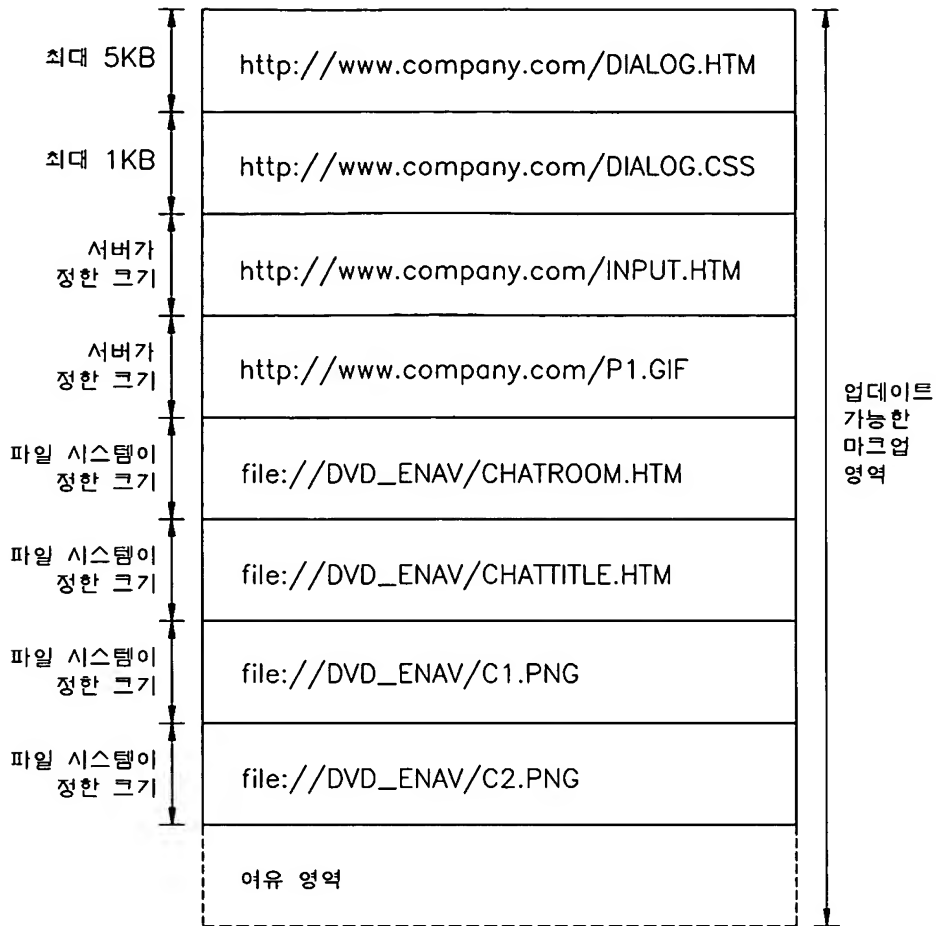 최대 5KB
http://www.company.com/DIALOG.HTM
최대 1KB
http://www.company.com/DIALOG.CSS
서버가
정한 크기
http://www.company.com/INPUT.HTM
서버가
정한 크기
http://www.company.com/P1.GIF
파일 시스템이
정한 크기
file://DVD_ENAV/CHATROOM.HTM
파일 시스템이
정한 크기
file://DVD_ENAV/CHATTITLE.HTM
파일 시스템이
정한 크기
file://DVD_ENAV/C1.PNG
파일 시스템이
정한 크기
file://DVD_ENAV/C2.PNG
여유 영역
업데이트
가능한
마크업
영역